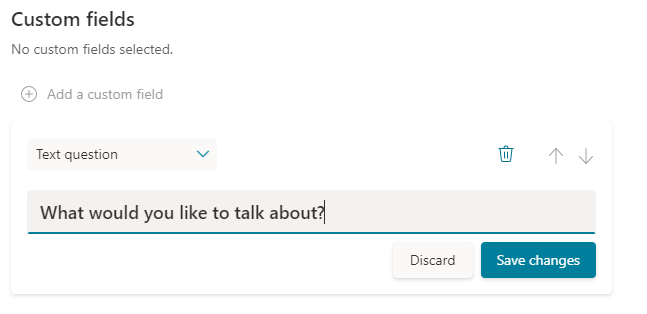 Custom fields
No custom fields selected.
Add a custom field
Text question
What would you like to talk about?
Discard
Save changes